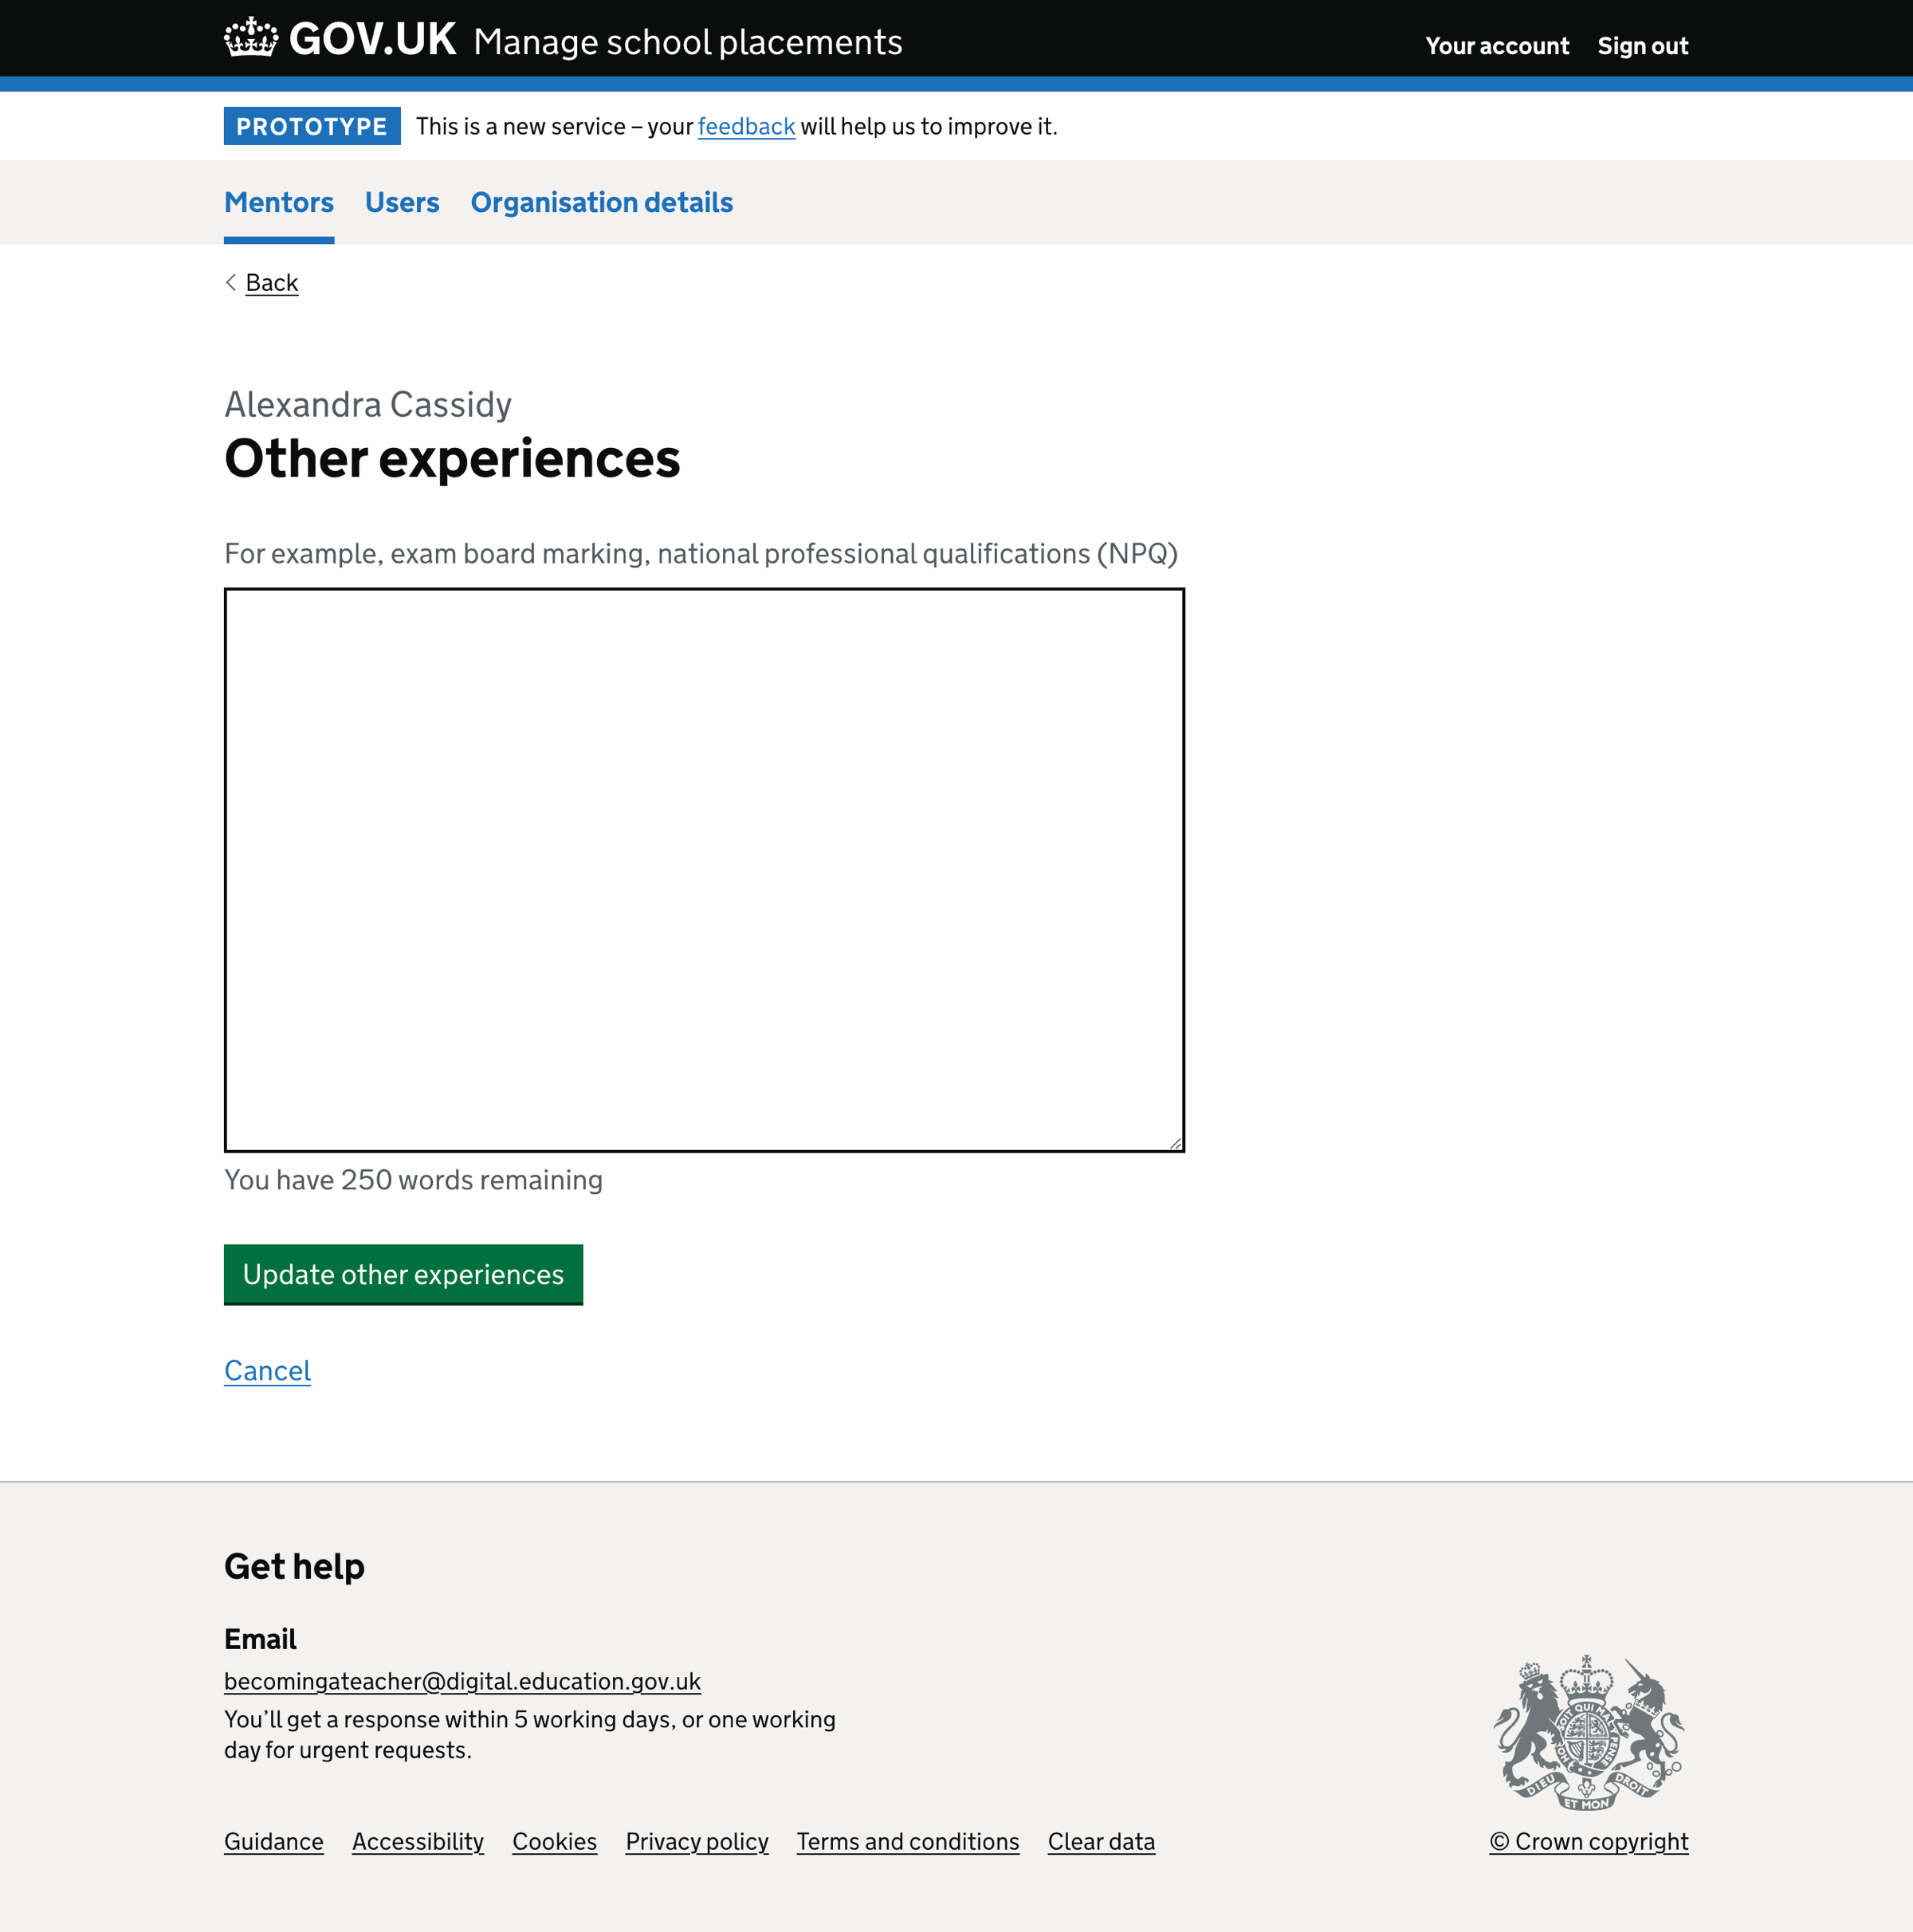 GOV.UK Manage school placements
Your account Sign out
PROTOTYPE This is a new service – your feedback will help us to improve it.
Mentors Users Organisation details
Back
Alexandra Cassidy
Other experiences
For example, exam board marking, national professional qualifications (NPQ)
You have 250 words remaining
Update other experiences
Cancel
Get help
Email
becomingateacher@digital.education.gov.uk
You’ll get a response within 5 working days, or one working
day for urgent requests.
DIEU ET MON DROIT
Guidance Accessibility Cookies Privacy policy Terms and conditions Clear data
© Crown copyright